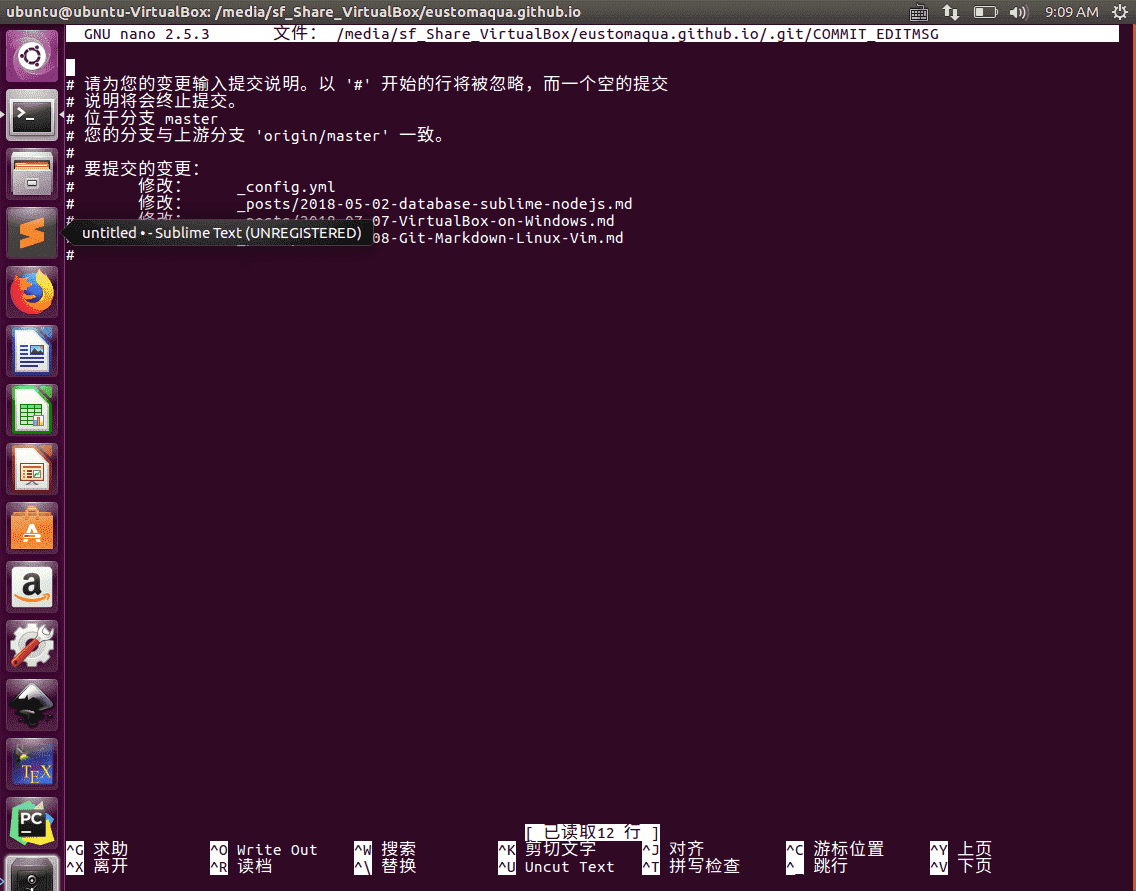 ubuntu@ubuntu-VirtualBox: /media/sf_Share_VirtualBox/eustomaqua.github.io 9:09 AM
GNU nano 2.5.3 文件： /media/sf_Share_VirtualBox/eustomaqua.github.io/.git/COMMIT_EDITMSG
# 请为您的变更输入提交说明。以 '#' 开始的行将被忽略，而一个空的提交
# 说明将会终止提交。
# 位于分支 master
# 您的分支与上游分支 'origin/master' 一致。
#
# 要提交的变更：
# 修改： _config.yml
# 修改： _posts/2018-05-02-database-sublime-nodejs.md
# 修改： _posts/2018-07-07-VirtualBox-on-Windows.md
untitled • - Sublime Text (UNREGISTERED)
08-Git-Markdown-Linux-Vim.md
#
a
TEX
PC
[ 已读取12 行 ]
^G 求助 ^O Write Out ^W 搜索 ^K 剪切文字 ^J 对齐 ^C 游标位置 ^Y 上页
^X 离开 ^R 读档 ^\ 替换 ^U Uncut Text ^T 拼写检查 ^_ 跳行 ^V 下页